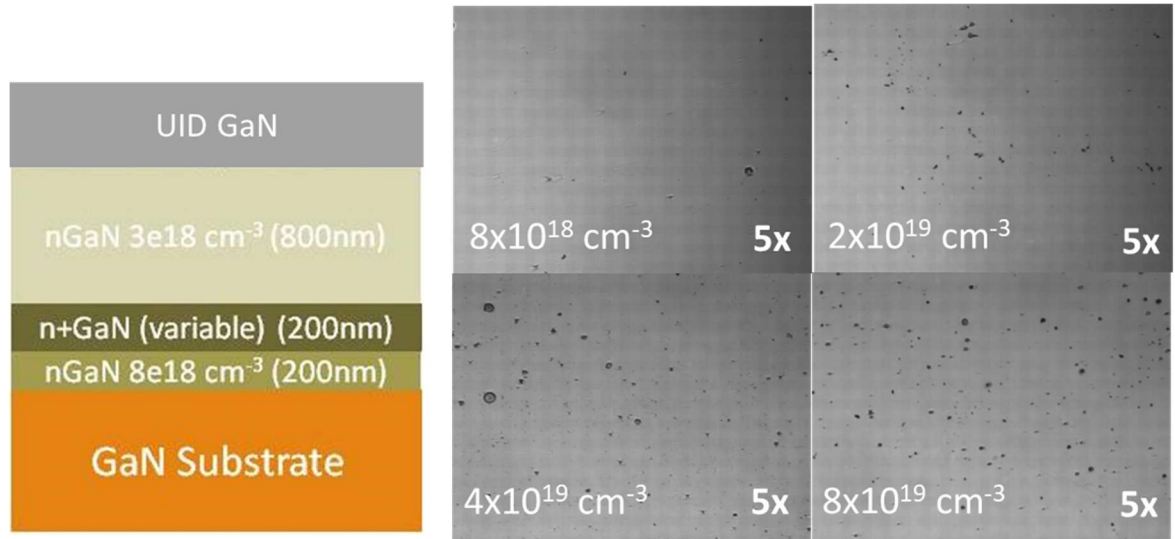 UID GaN
nGaN 3e18 cm⁻³ (800nm)
n+GaN (variable) (200nm)
nGaN 8e18 cm⁻³ (200nm)
GaN Substrate
8x10¹⁸ cm⁻³ 5x
2x10¹⁹ cm⁻³ 5x
4x10¹⁹ cm⁻³ 5x
8x10¹⁹ cm⁻³ 5x